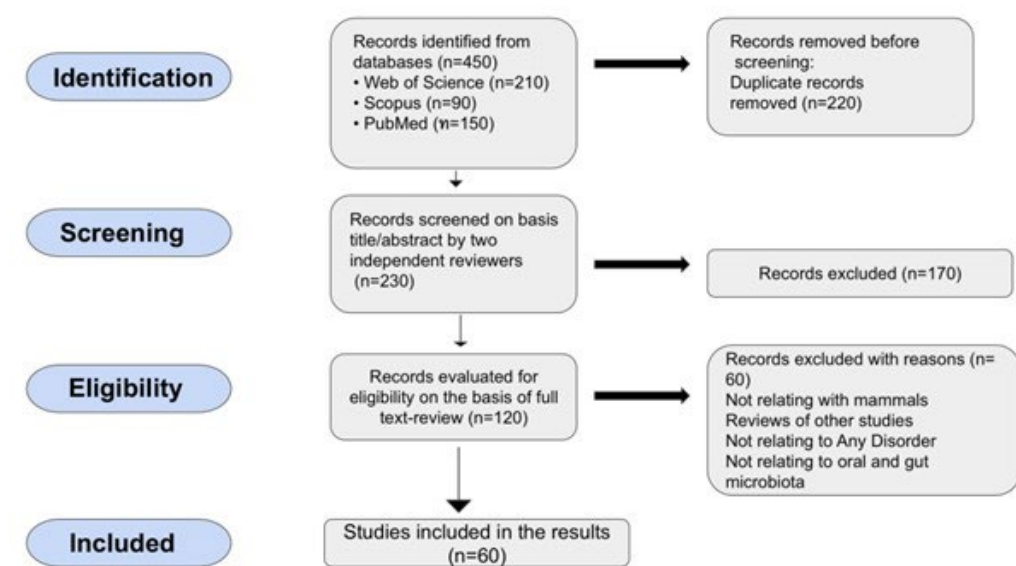 Identification
Records identified from
databases (n=450)
• Web of Science (n=210)
• Scopus (n=90)
• PubMed (n=150)
Records removed before
screening:
Duplicate records
removed (n=220)
Screening
Records screened on basis
title/abstract by two
independent reviewers
(n=230)
Records excluded (n=170)
Eligibility
Records evaluated for
eligibility on the basis of full
text-review (n=120)
Records excluded with reasons (n=
60)
Not relating with mammals
Reviews of other studies
Not relating to Any Disorder
Not relating to oral and gut
microbiota
Included
Studies included in the results
(n=60)